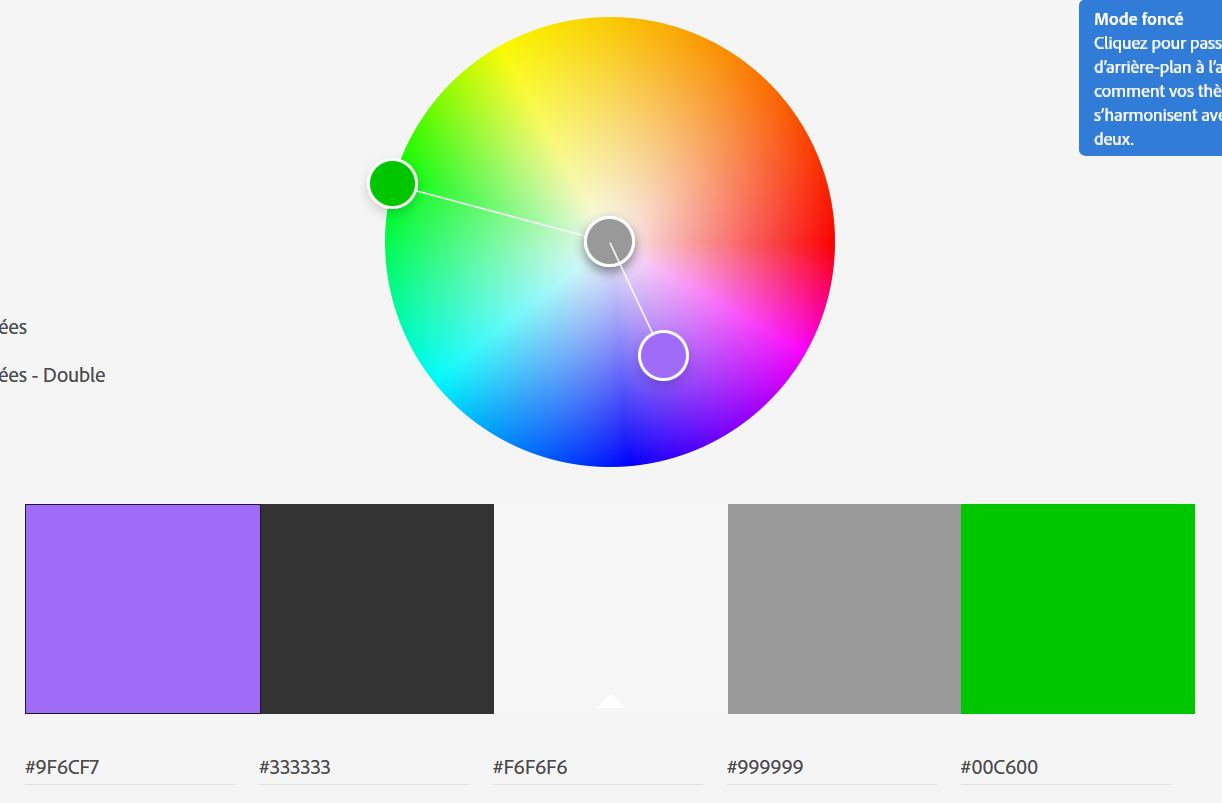 Mode foncé
Cliquez pour pass
d'arrière-plan à l'a
comment vos thè
s'harmonisent ave
deux.
ées
ées - Double
#9F6CF7
#333333
#F6F6F6
#999999
#00C600